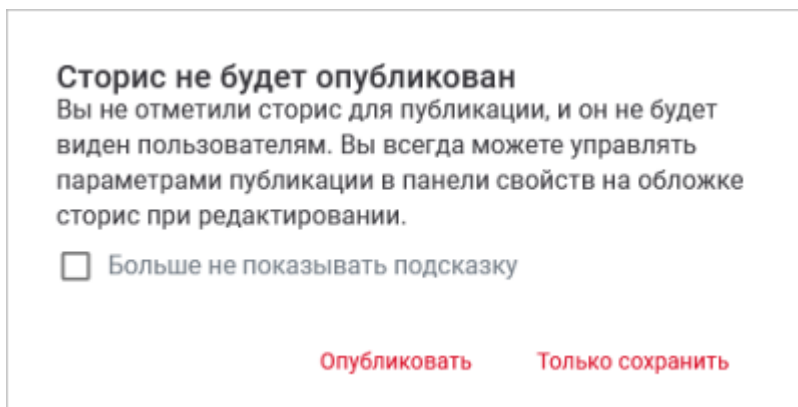 Сторис не будет опубликован
Вы не отметили сторис для публикации, и он не будет
виден пользователям. Вы всегда можете управлять
параметрами публикации в панели свойств на обложке
сторис при редактировании.
Больше не показывать подсказку
Опубликовать Только сохранить